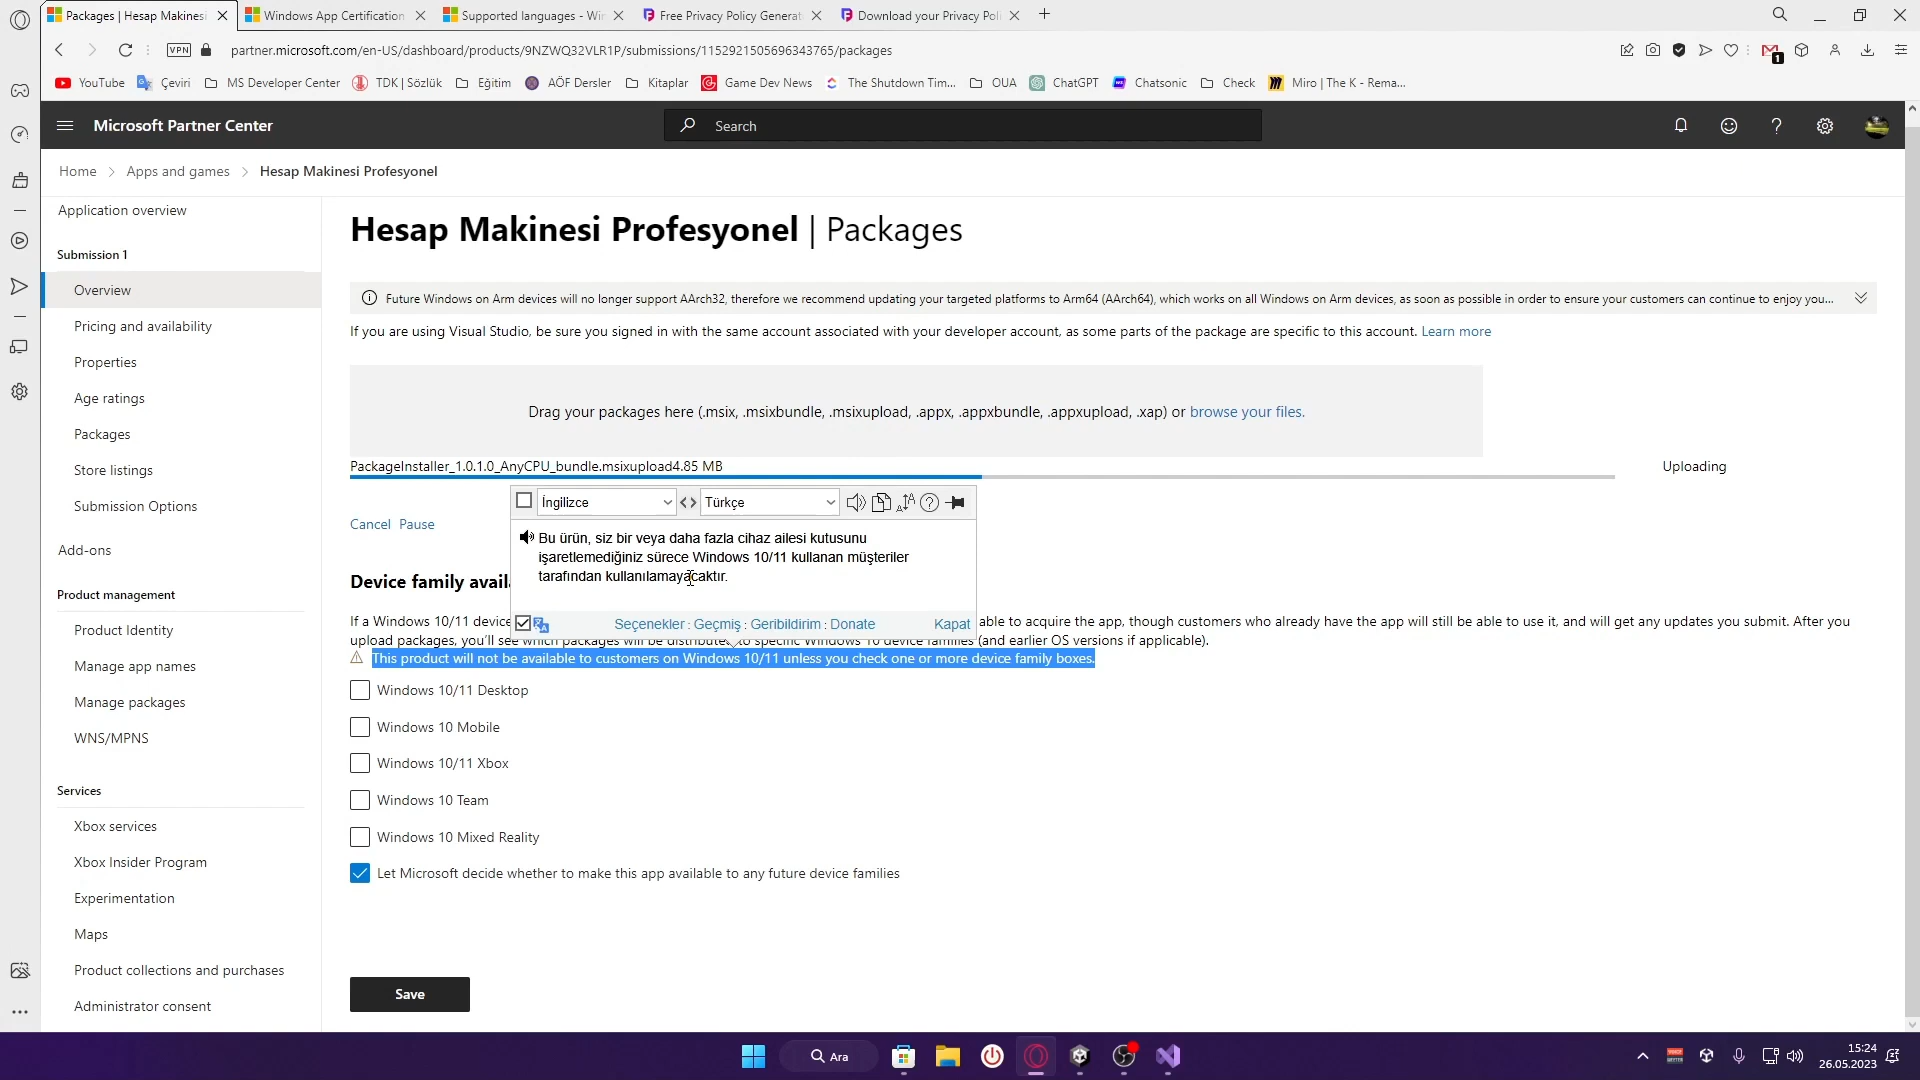 Packages | Hesap Makinesi
Windows App Certification
Supported languages - Wi
Free Privacy Policy Generat
Download your Privacy Poli
VPN
partner.microsoft.com/en-US/dashboard/products/9NZWQ32VLR1P/submissions/1152921505696343765/packages
1
YouTube
Çeviri
MS Developer Center
TDK | Sözlük
Eğitim
AÖF Dersler
Kitaplar
Game Dev News
The Shutdown Tim...
OUA
ChatGPT
Chatsonic
Check
Miro | The K - Rema...
Microsoft Partner Center
Search
Home
Apps and games
Hesap Makinesi Profesyonel
Application overview
Submission 1
Overview
Pricing and availability
Properties
Age ratings
Packages
Store listings
Submission Options
Add-ons
Product management
Product Identity
Manage app names
Manage packages
WNS/MPNS
Services
Xbox services
Xbox Insider Program
Experimentation
Maps
Product collections and purchases
Administrator consent
Hesap Makinesi Profesyonel | Packages
Future Windows on Arm devices will no longer support AArch32, therefore we recommend updating your targeted platforms to Arm64 (AArch64), which works on all Windows on Arm devices, as soon as possible in order to ensure your customers can continue to enjoy you...
If you are using Visual Studio, be sure you signed in with the same account associated with your developer account, as some parts of the package are specific to this account. Learn more
Drag your packages here (.msix, .msixbundle, .msixupload, .appx, .appxbundle, .appxupload, .xap) or browse your files.
PackageInstaller_1.0.1.0_AnyCPU_bundle.msixupload4.85 MB
Uploading
Cancel Pause
İngilizce
Türkçe
Bu ürün, siz bir veya daha fazla cihaz ailesi kutusunu
işaretlemediğiniz sürece Windows 10/11 kullanan müşteriler
tarafından kullanılamayacaktır.
Seçenekler : Geçmiş : Geribildirim : Donate
Kapat
Device family avail
If a Windows 10/11 device
able to acquire the app, though customers who already have the app will still be able to use it, and will get any updates you submit. After you
upload packages, you'll see which packages will be distributed to specific Windows 10 device families (and earlier OS versions if applicable).
This product will not be available to customers on Windows 10/11 unless you check one or more device family boxes.
Windows 10/11 Desktop
Windows 10 Mobile
Windows 10/11 Xbox
Windows 10 Team
Windows 10 Mixed Reality
Let Microsoft decide whether to make this app available to any future device families
Save
Ara
15:24
26.05.2023